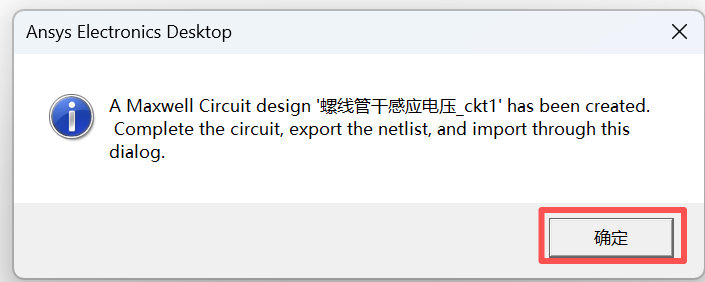 Ansys Electronics Desktop
A Maxwell Circuit design '螺线管干感应电压_ckt1' has been created.
Complete the circuit, export the netlist, and import through this
dialog.
确定